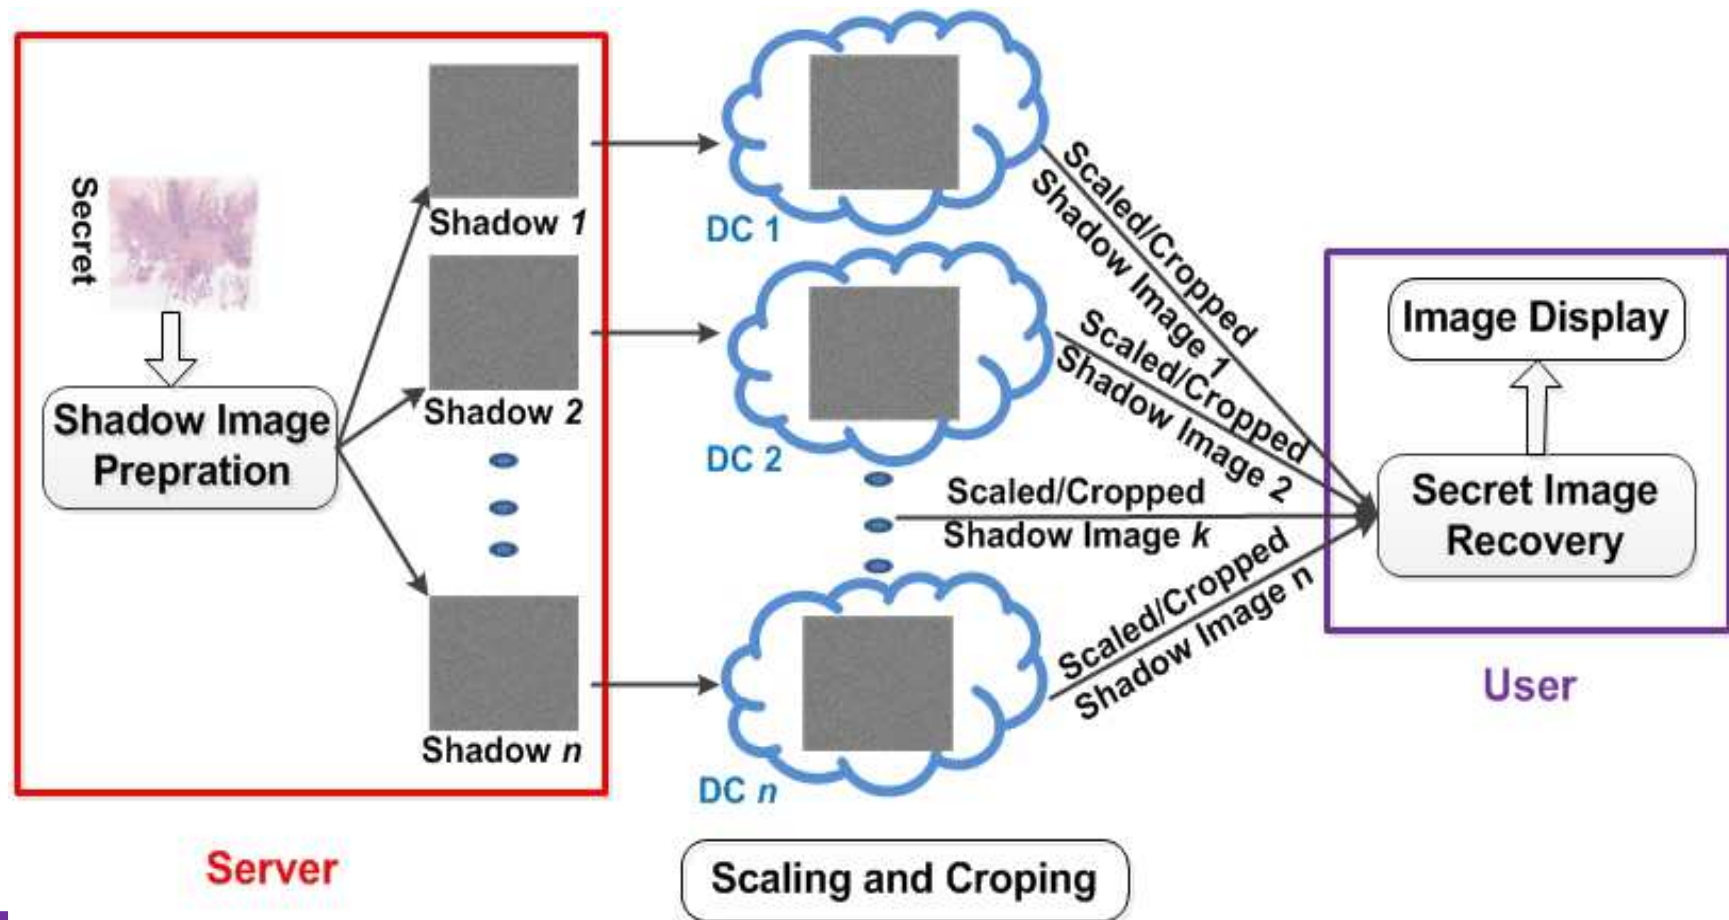 Secret
Shadow Image
Prepration
Shadow 1
Shadow 2
Shadow n
Server
DC 1
DC 2
DC n
Scaling and Croping
Scaled/Cropped
Shadow Image 1
Scaled/Cropped
Shadow Image 2
Scaled/Cropped
Shadow Image k
Scaled/Cropped
Shadow Image n
Image Display
Secret Image
Recovery
User